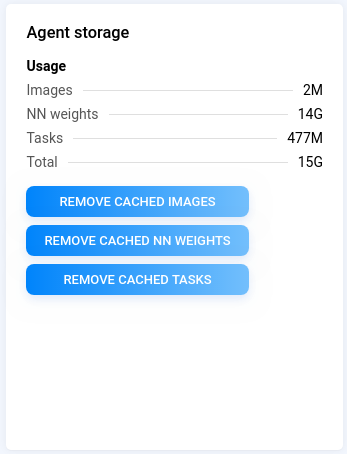 Agent storage
Usage
Images 2M
NN weights 14G
Tasks 477M
Total 15G
REMOVE CACHED IMAGES
REMOVE CACHED NN WEIGHTS
REMOVE CACHED TASKS